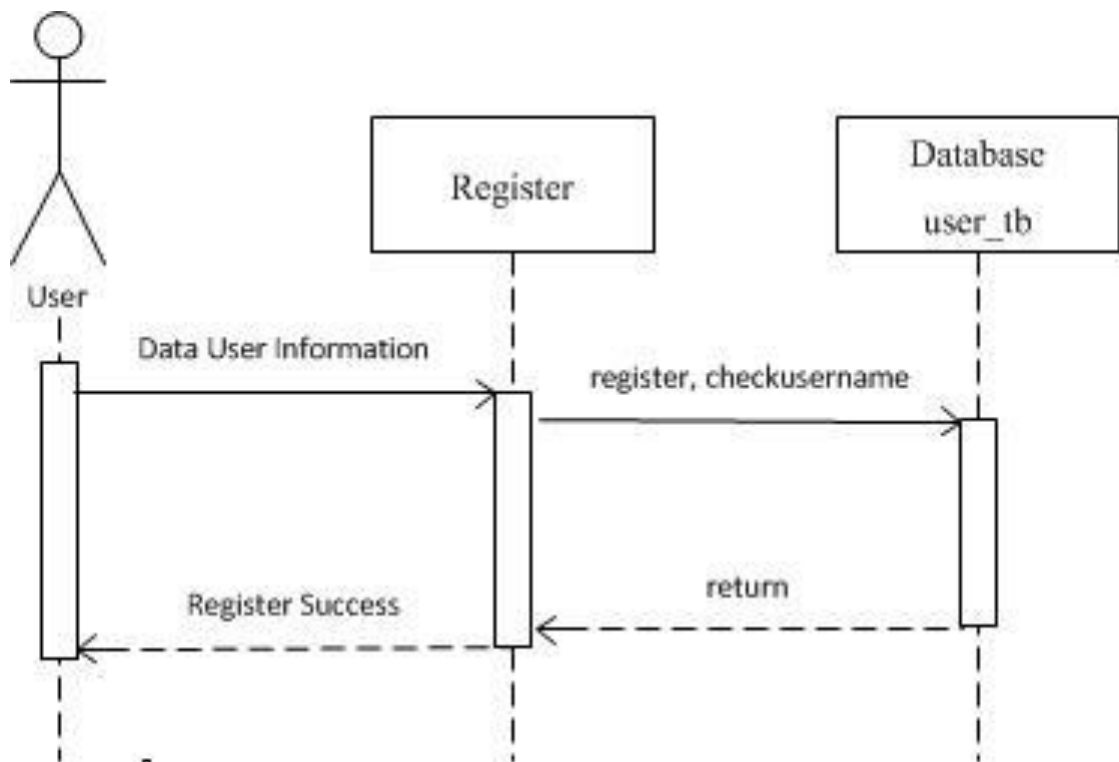 Register
Database
user_tb
User
Data User Information
register, checkusername
return
Register Success